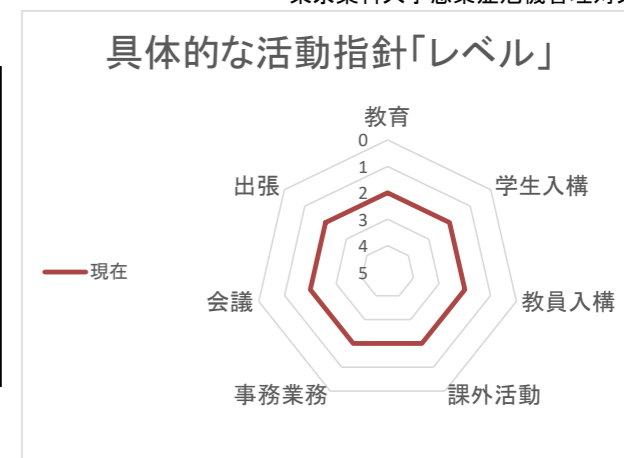 具体的な活動指針「レベル」
教育
0
1
2
3
4
5
学生入構
教員入構
課外活動
事務業務
会議
出張
現在